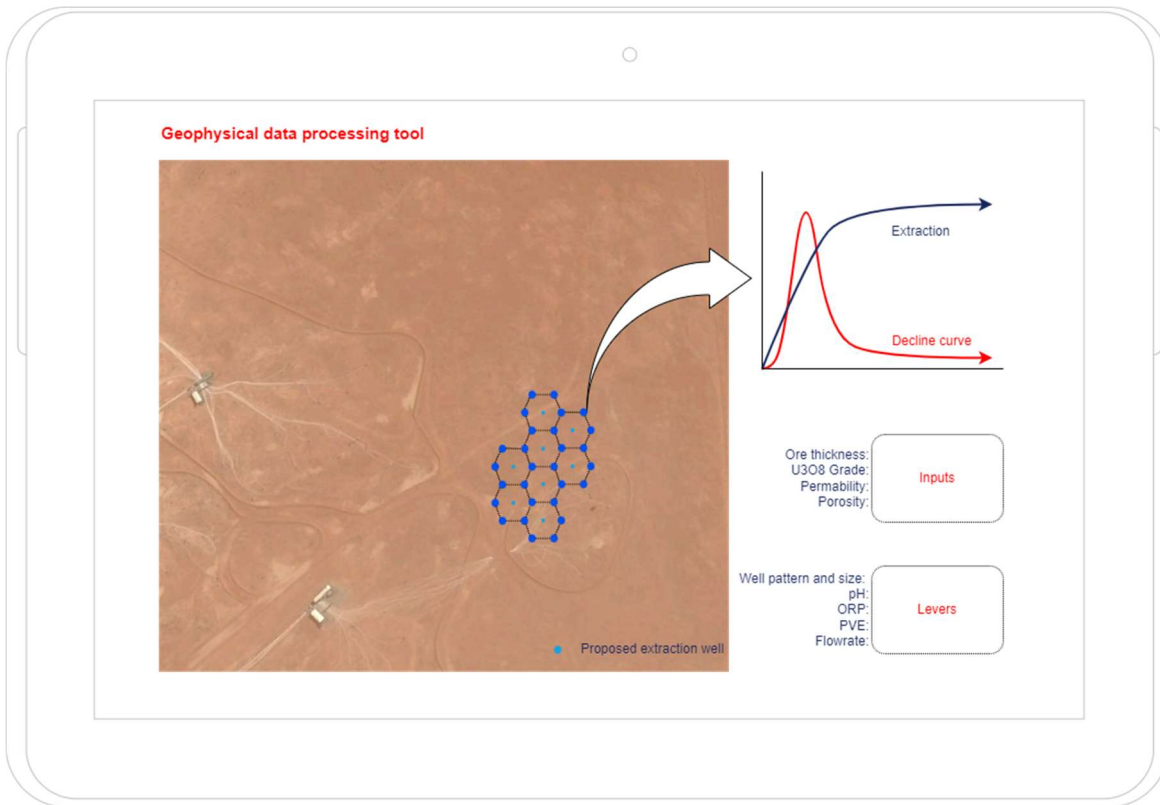 Geophysical data processing tool
Extraction
Decline curve
Ore thickness:
U3O8 Grade:
Permability:
Porosity:
Inputs
Well pattern and size:
pH:
ORP:
PVE:
Flowrate:
Levers
Proposed extraction well